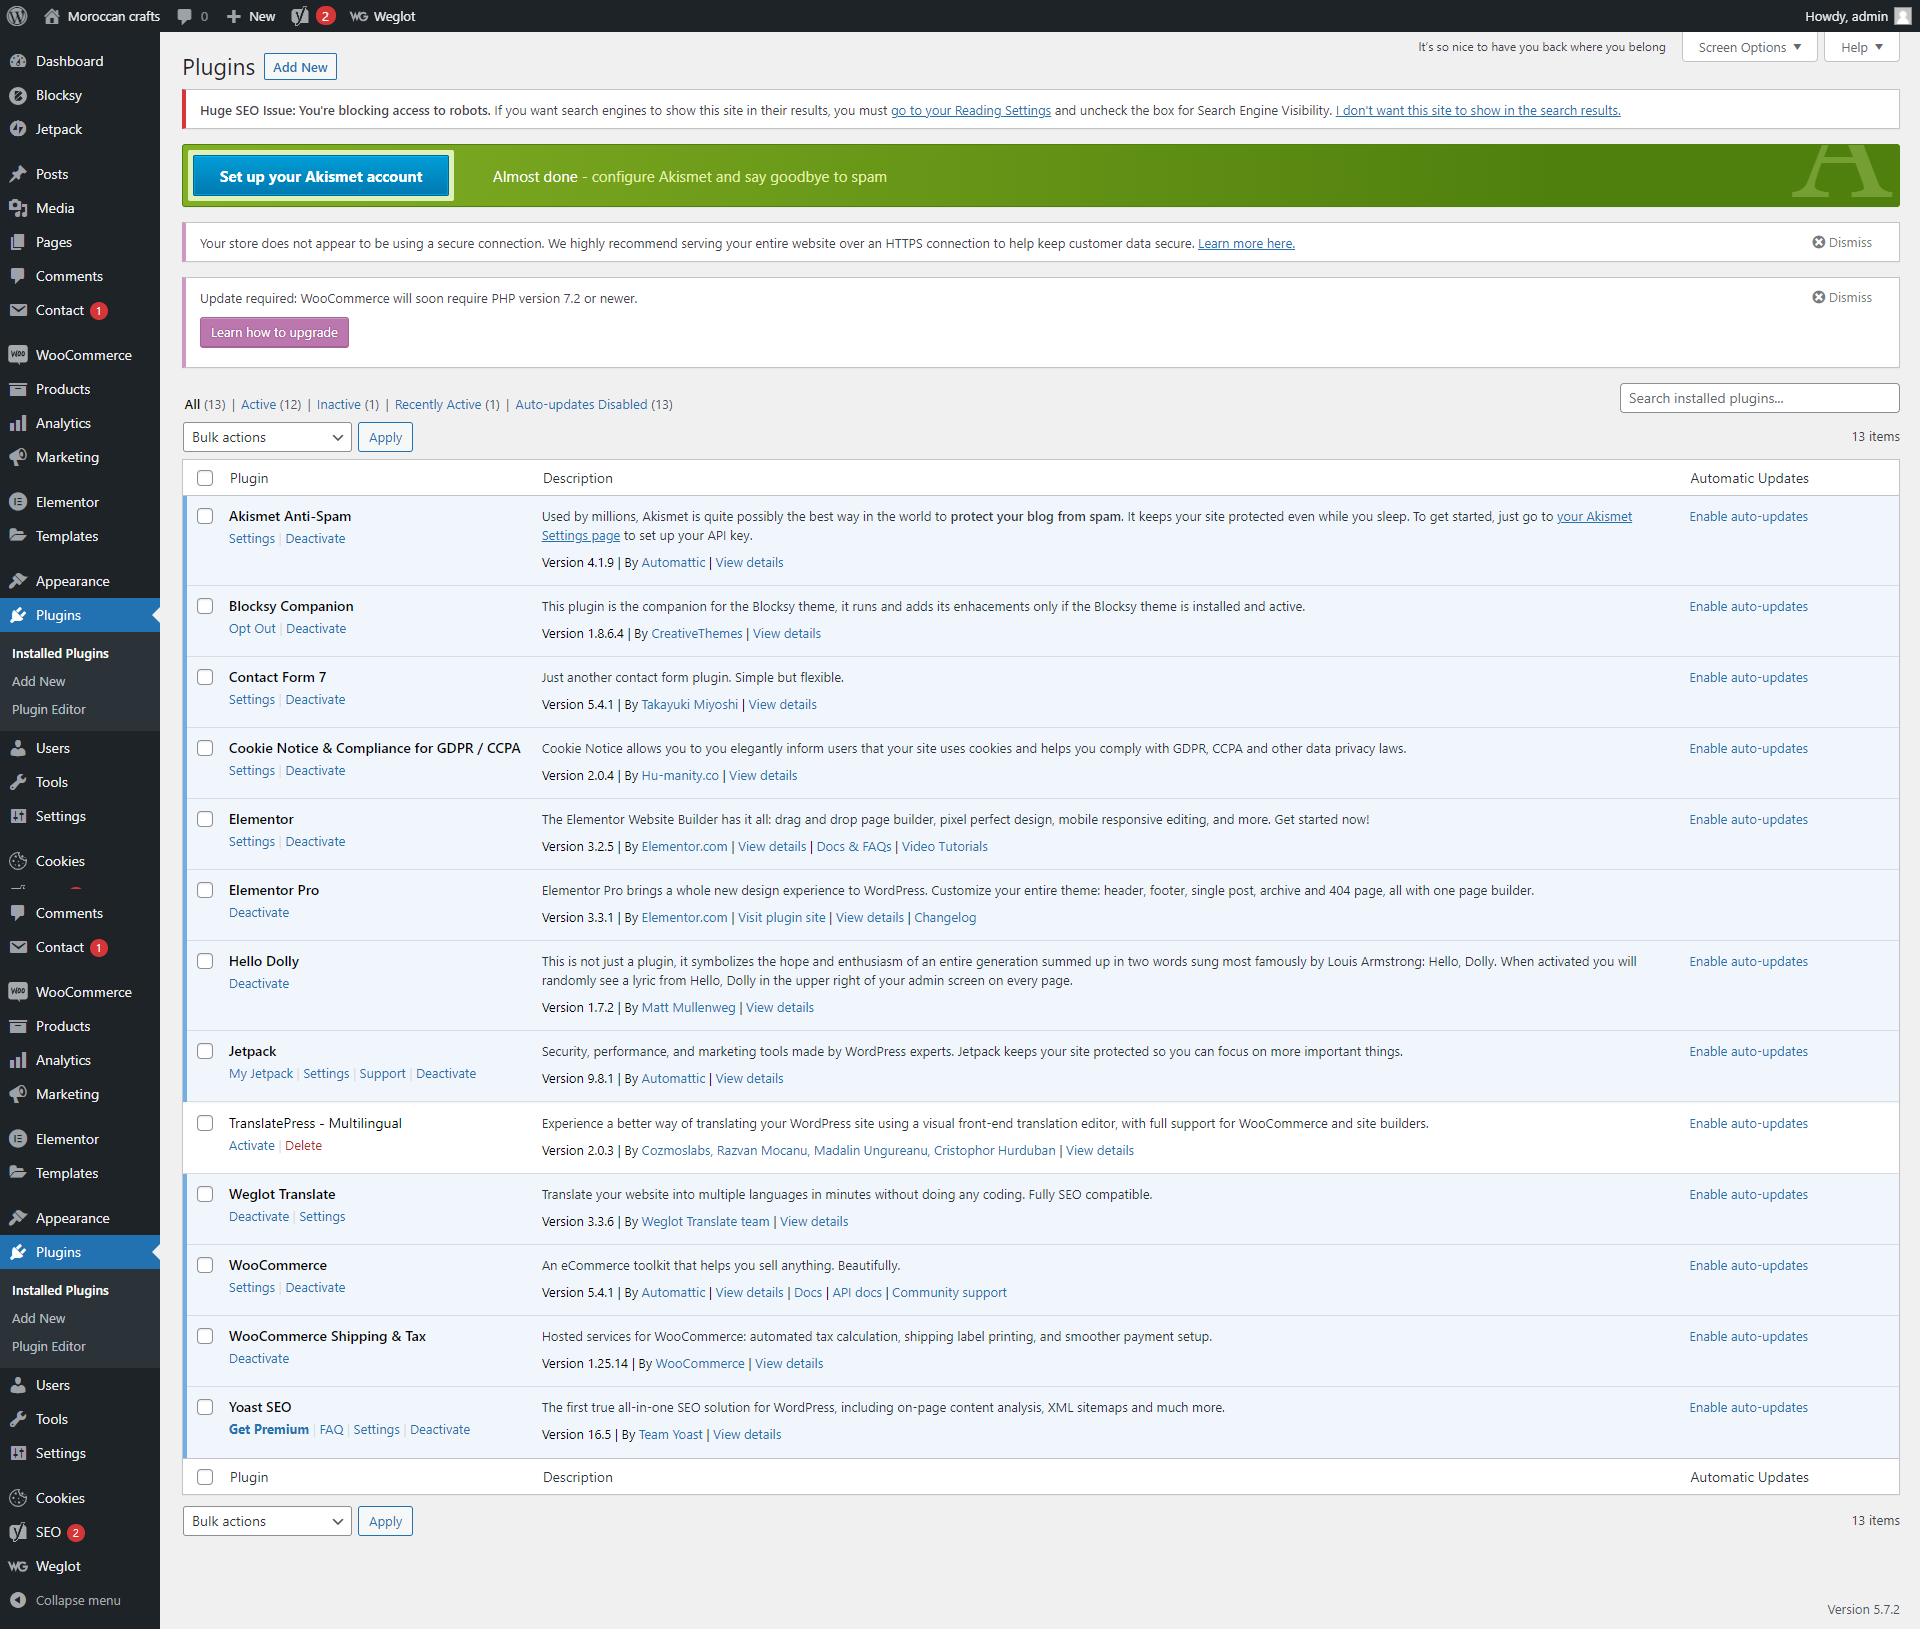 Moroccan crafts 0 New 2 Weglot Howdy, admin
Dashboard
Blocksy
Jetpack
Posts
Media
Pages
Comments
Contact 1
WooCommerce
Products
Analytics
Marketing
Elementor
Templates
Appearance
Plugins
Installed Plugins
Add New
Plugin Editor
Users
Tools
Settings
Cookies
Comments
Contact 1
WooCommerce
Products
Analytics
Marketing
Elementor
Templates
Appearance
Plugins
Installed Plugins
Add New
Plugin Editor
Users
Tools
Settings
Cookies
SEO 2
Weglot
Collapse menu
It's so nice to have you back where you belong Screen Options Help
Plugins Add New
Huge SEO Issue: You're blocking access to robots. If you want search engines to show this site in their results, you must go to your Reading Settings and uncheck the box for Search Engine Visibility. I don't want this site to show in the search results.
Set up your Akismet account Almost done - configure Akismet and say goodbye to spam A
Your store does not appear to be using a secure connection. We highly recommend serving your entire website over an HTTPS connection to help keep customer data secure. Learn more here. Dismiss
Update required: WooCommerce will soon require PHP version 7.2 or newer. Dismiss
Learn how to upgrade
All (13) | Active (12) | Inactive (1) | Recently Active (1) | Auto-updates Disabled (13) Search installed plugins...
Bulk actions Apply 13 items
Plugin Description Automatic Updates
Akismet Anti-Spam
Settings | Deactivate
Used by millions, Akismet is quite possibly the best way in the world to protect your blog from spam. It keeps your site protected even while you sleep. To get started, just go to your Akismet
Settings page to set up your API key.
Version 4.1.9 | By Automattic | View details
Enable auto-updates
Blocksy Companion
Opt Out | Deactivate
This plugin is the companion for the Blocksy theme, it runs and adds its enhacements only if the Blocksy theme is installed and active.
Version 1.8.6.4 | By CreativeThemes | View details
Enable auto-updates
Contact Form 7
Settings | Deactivate
Just another contact form plugin. Simple but flexible.
Version 5.4.1 | By Takayuki Miyoshi | View details
Enable auto-updates
Cookie Notice & Compliance for GDPR / CCPA
Settings | Deactivate
Cookie Notice allows you to you elegantly inform users that your site uses cookies and helps you comply with GDPR, CCPA and other data privacy laws.
Version 2.0.4 | By Hu-manity.co | View details
Enable auto-updates
Elementor
Settings | Deactivate
The Elementor Website Builder has it all: drag and drop page builder, pixel perfect design, mobile responsive editing, and more. Get started now!
Version 3.2.5 | By Elementor.com | View details | Docs & FAQs | Video Tutorials
Enable auto-updates
Elementor Pro
Deactivate
Elementor Pro brings a whole new design experience to WordPress. Customize your entire theme: header, footer, single post, archive and 404 page, all with one page builder.
Version 3.3.1 | By Elementor.com | Visit plugin site | View details | Changelog
Hello Dolly
Deactivate
This is not just a plugin, it symbolizes the hope and enthusiasm of an entire generation summed up in two words sung most famously by Louis Armstrong: Hello, Dolly. When activated you will
randomly see a lyric from Hello, Dolly in the upper right of your admin screen on every page.
Version 1.7.2 | By Matt Mullenweg | View details
Enable auto-updates
Jetpack
My Jetpack | Settings | Support | Deactivate
Security, performance, and marketing tools made by WordPress experts. Jetpack keeps your site protected so you can focus on more important things.
Version 9.8.1 | By Automattic | View details
Enable auto-updates
TranslatePress - Multilingual
Activate | Delete
Experience a better way of translating your WordPress site using a visual front-end translation editor, with full support for WooCommerce and site builders.
Version 2.0.3 | By Cozmoslabs, Razvan Mocanu, Madalin Ungureanu, Cristophor Hurduban | View details
Enable auto-updates
Weglot Translate
Deactivate | Settings
Translate your website into multiple languages in minutes without doing any coding. Fully SEO compatible.
Version 3.3.6 | By Weglot Translate team | View details
Enable auto-updates
WooCommerce
Settings | Deactivate
An eCommerce toolkit that helps you sell anything. Beautifully.
Version 5.4.1 | By Automattic | View details | Docs | API docs | Community support
Enable auto-updates
WooCommerce Shipping & Tax
Deactivate
Hosted services for WooCommerce: automated tax calculation, shipping label printing, and smoother payment setup.
Version 1.25.14 | By WooCommerce | View details
Enable auto-updates
Yoast SEO
Get Premium | FAQ | Settings | Deactivate
The first true all-in-one SEO solution for WordPress, including on-page content analysis, XML sitemaps and much more.
Version 16.5 | By Team Yoast | View details
Enable auto-updates
Plugin Description Automatic Updates
Bulk actions Apply 13 items
Version 5.7.2